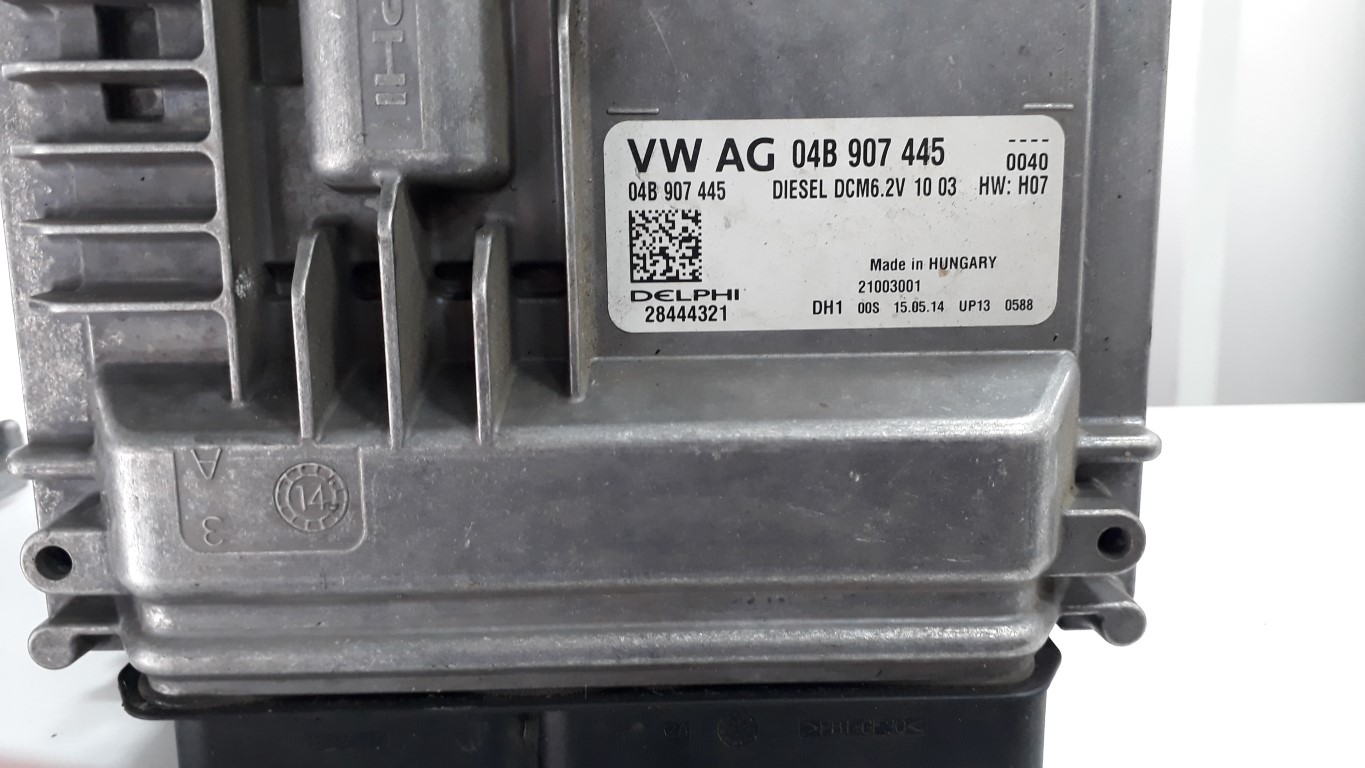 VW AG 04B 907 445 ----
0040
04B 907 445 DIESEL DCM6.2V 10 03 HW: H07
Made in HUNGARY
21003001
DELPHI
28444321 DH1 00S 15.05.14 UP13 0588
A
14
3